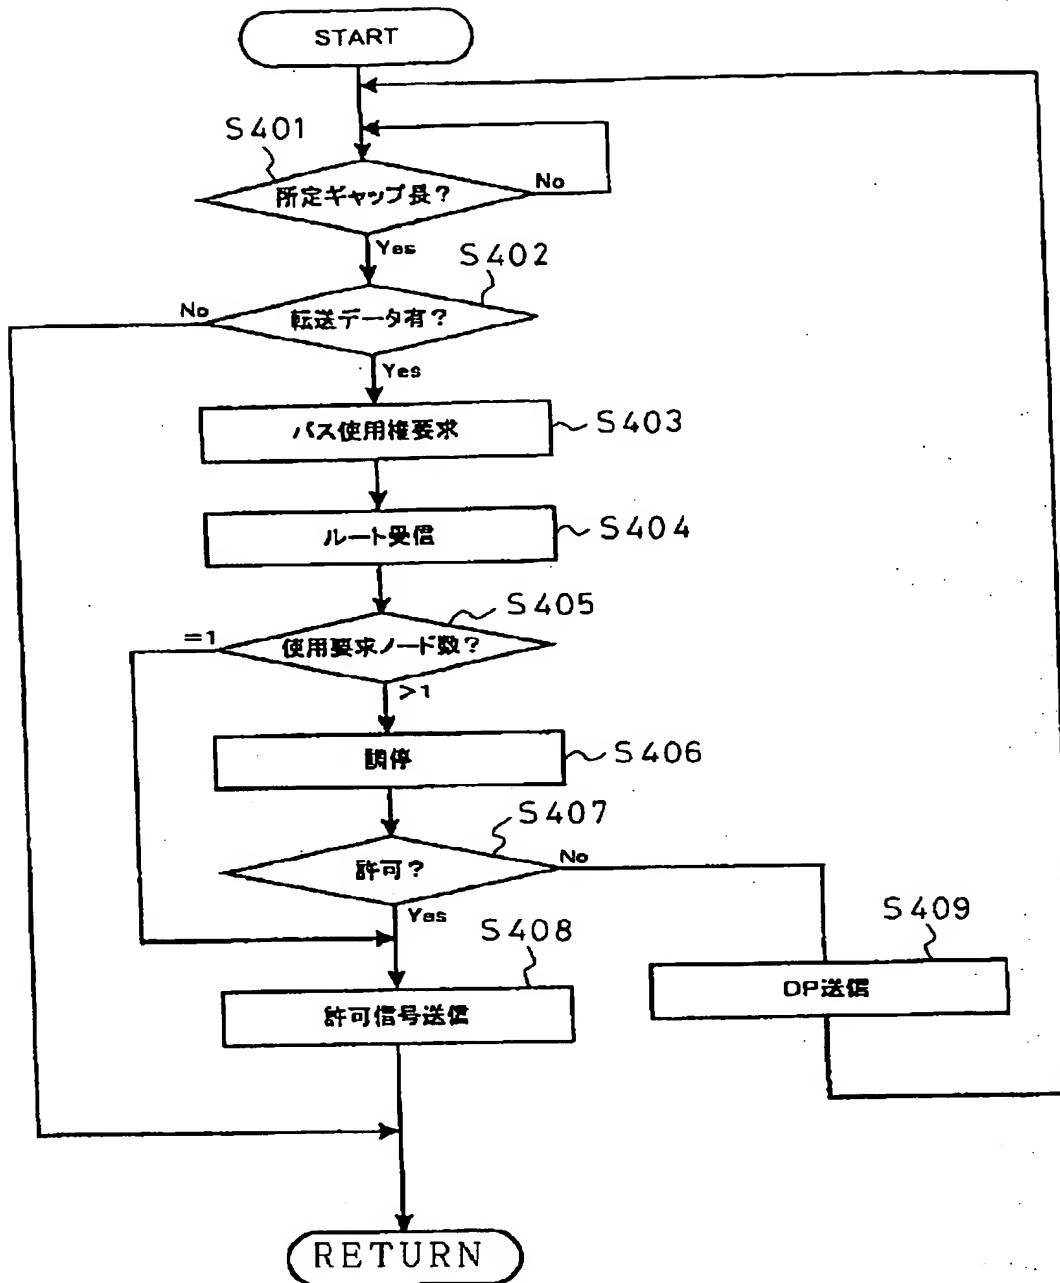 START
S401
所定ギャップ長?
No
Yes
S402
No
転送データ有?
Yes
バス使用権要求
S403
ルート受信
S404
S405
=1
使用要求ノード数?
>1
調停
S406
S407
許可?
No
Yes
S408
S409
許可信号送信
DP送信
RETURN